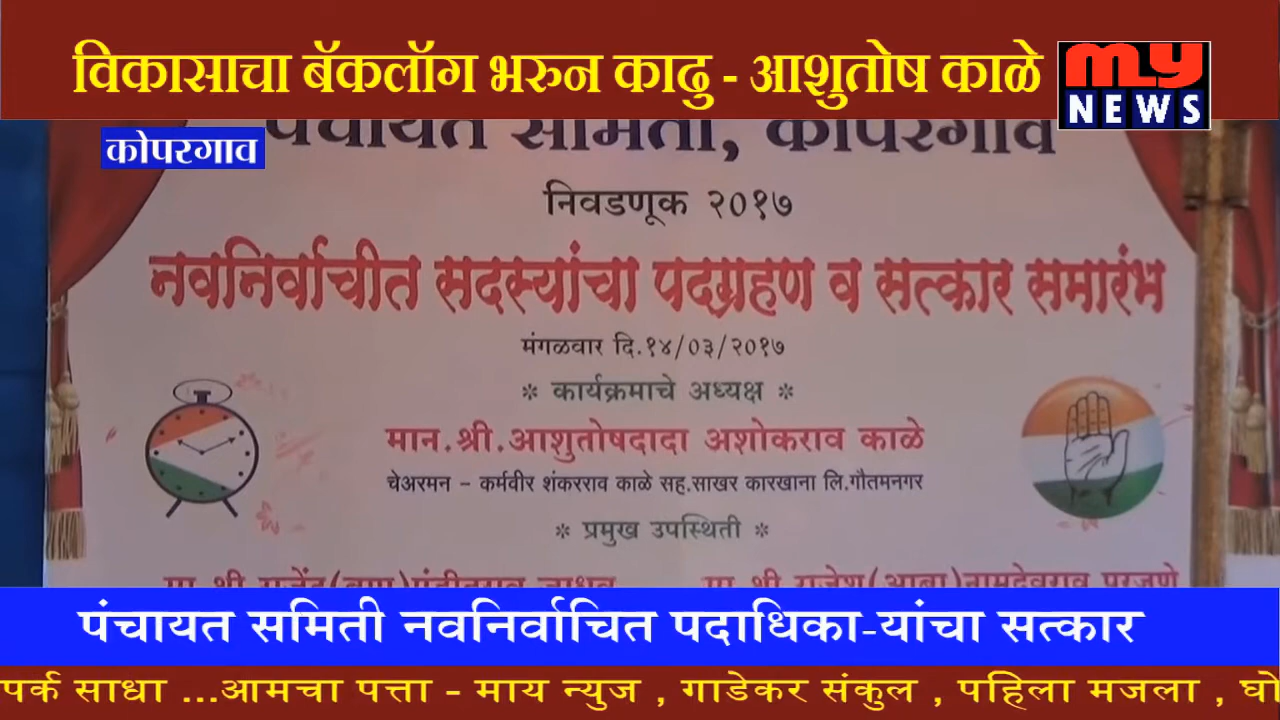 विकासाचा बॅकलॉग भरुन काढु - आशुतोष काळे
my
NEWS
कोपरगाव
पंचायत समिती, कोपरगाव
निवडणूक २०१७
नवनिर्वाचीत सदस्यांचा पदग्रहण व सत्कार समारंभ
मंगळवार दि.१४/०३/२०१७
* कार्यक्रमाचे अध्यक्ष *
मान.श्री.आशुतोषदादा अशोकराव काळे
चेअरमन - कर्मवीर शंकरराव काळे सह.साखर कारखाना लि.गौतमनगर
* प्रमुख उपस्थिती *
पंचायत समिती नवनिर्वाचित पदाधिका-यांचा सत्कार
पर्क साधा ...आमचा पत्ता - माय न्युज , गाडेकर संकुल , पहिला मजला , घो